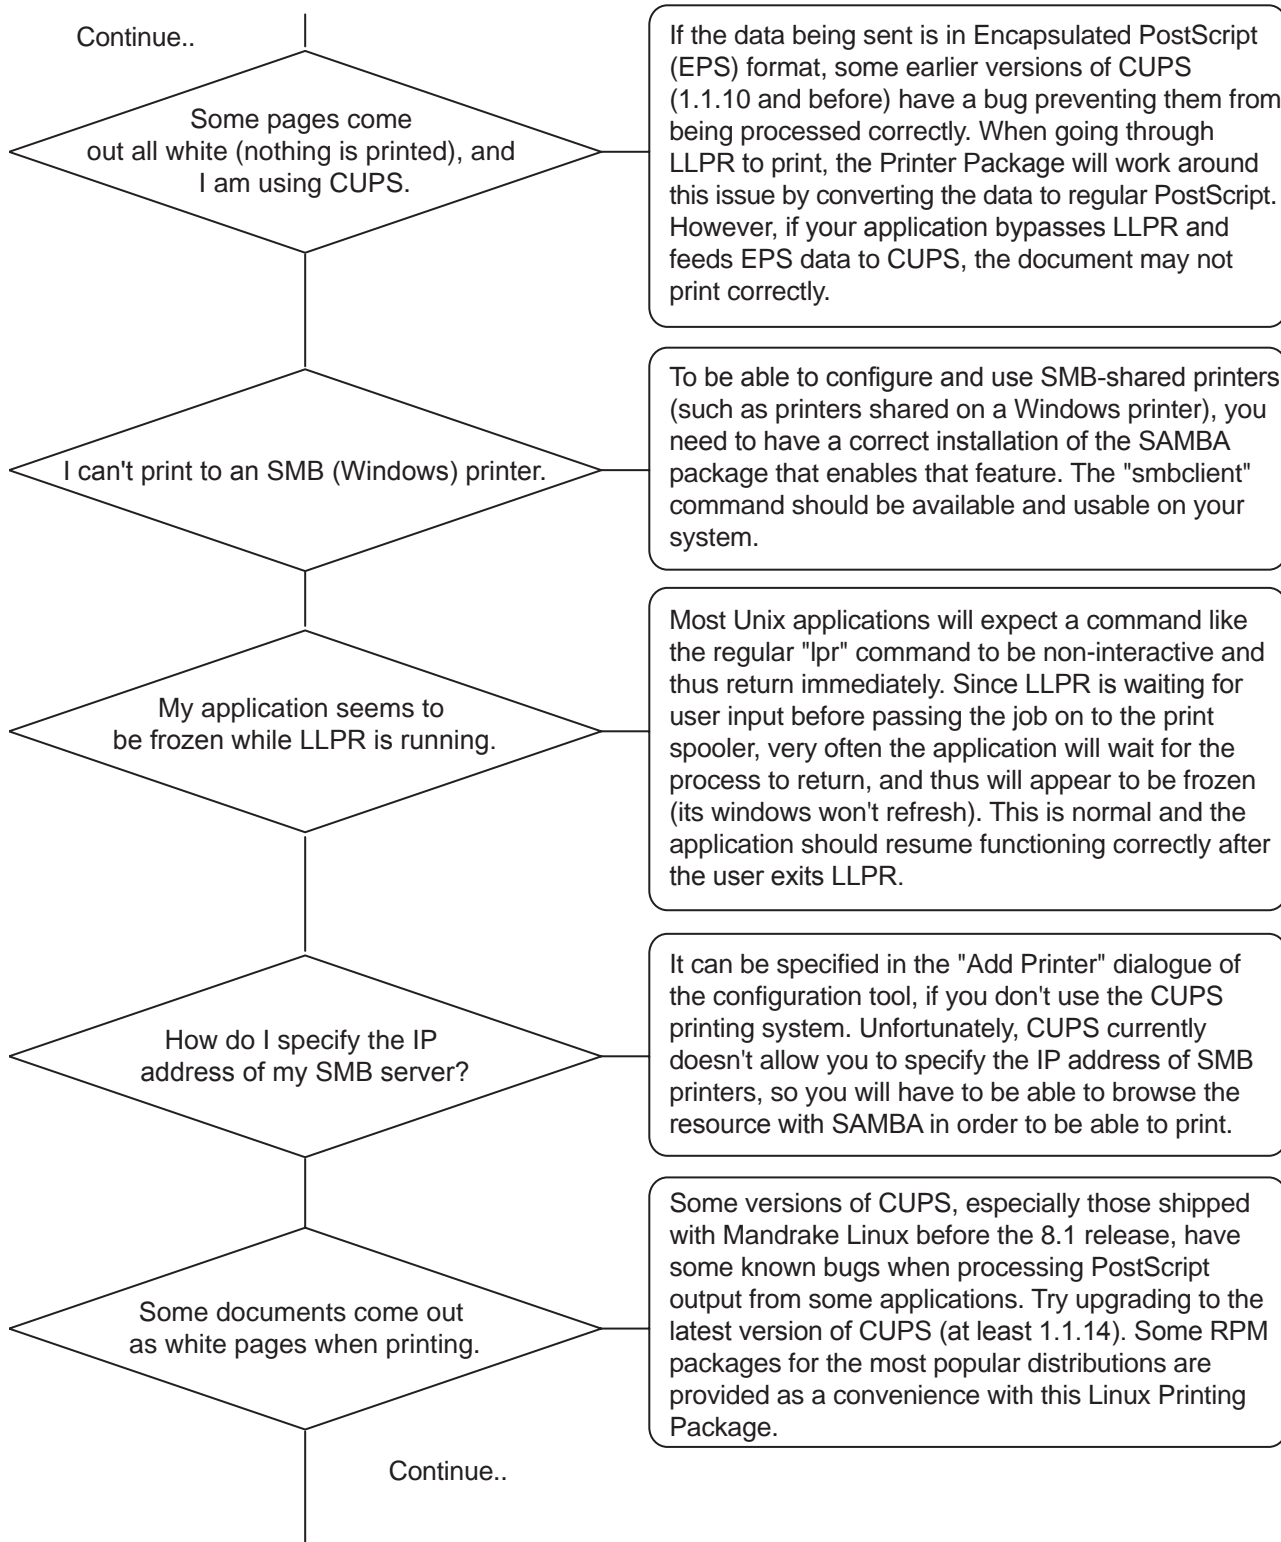 Continue..
Some pages come
out all white (nothing is printed), and
I am using CUPS.
If the data being sent is in Encapsulated PostScript
(EPS) format, some earlier versions of CUPS
(1.1.10 and before) have a bug preventing them from
being processed correctly. When going through
LLPR to print, the Printer Package will work around
this issue by converting the data to regular PostScript.
However, if your application bypasses LLPR and
feeds EPS data to CUPS, the document may not
print correctly.
I can't print to an SMB (Windows) printer.
To be able to configure and use SMB-shared printers
(such as printers shared on a Windows printer), you
need to have a correct installation of the SAMBA
package that enables that feature. The "smbclient"
command should be available and usable on your
system.
My application seems to
be frozen while LLPR is running.
Most Unix applications will expect a command like
the regular "lpr" command to be non-interactive and
thus return immediately. Since LLPR is waiting for
user input before passing the job on to the print
spooler, very often the application will wait for the
process to return, and thus will appear to be frozen
(its windows won't refresh). This is normal and the
application should resume functioning correctly after
the user exits LLPR.
How do I specify the IP
address of my SMB server?
It can be specified in the "Add Printer" dialogue of
the configuration tool, if you don't use the CUPS
printing system. Unfortunately, CUPS currently
doesn't allow you to specify the IP address of SMB
printers, so you will have to be able to browse the
resource with SAMBA in order to be able to print.
Some documents come out
as white pages when printing.
Some versions of CUPS, especially those shipped
with Mandrake Linux before the 8.1 release, have
some known bugs when processing PostScript
output from some applications. Try upgrading to the
latest version of CUPS (at least 1.1.14). Some RPM
packages for the most popular distributions are
provided as a convenience with this Linux Printing
Package.
Continue..